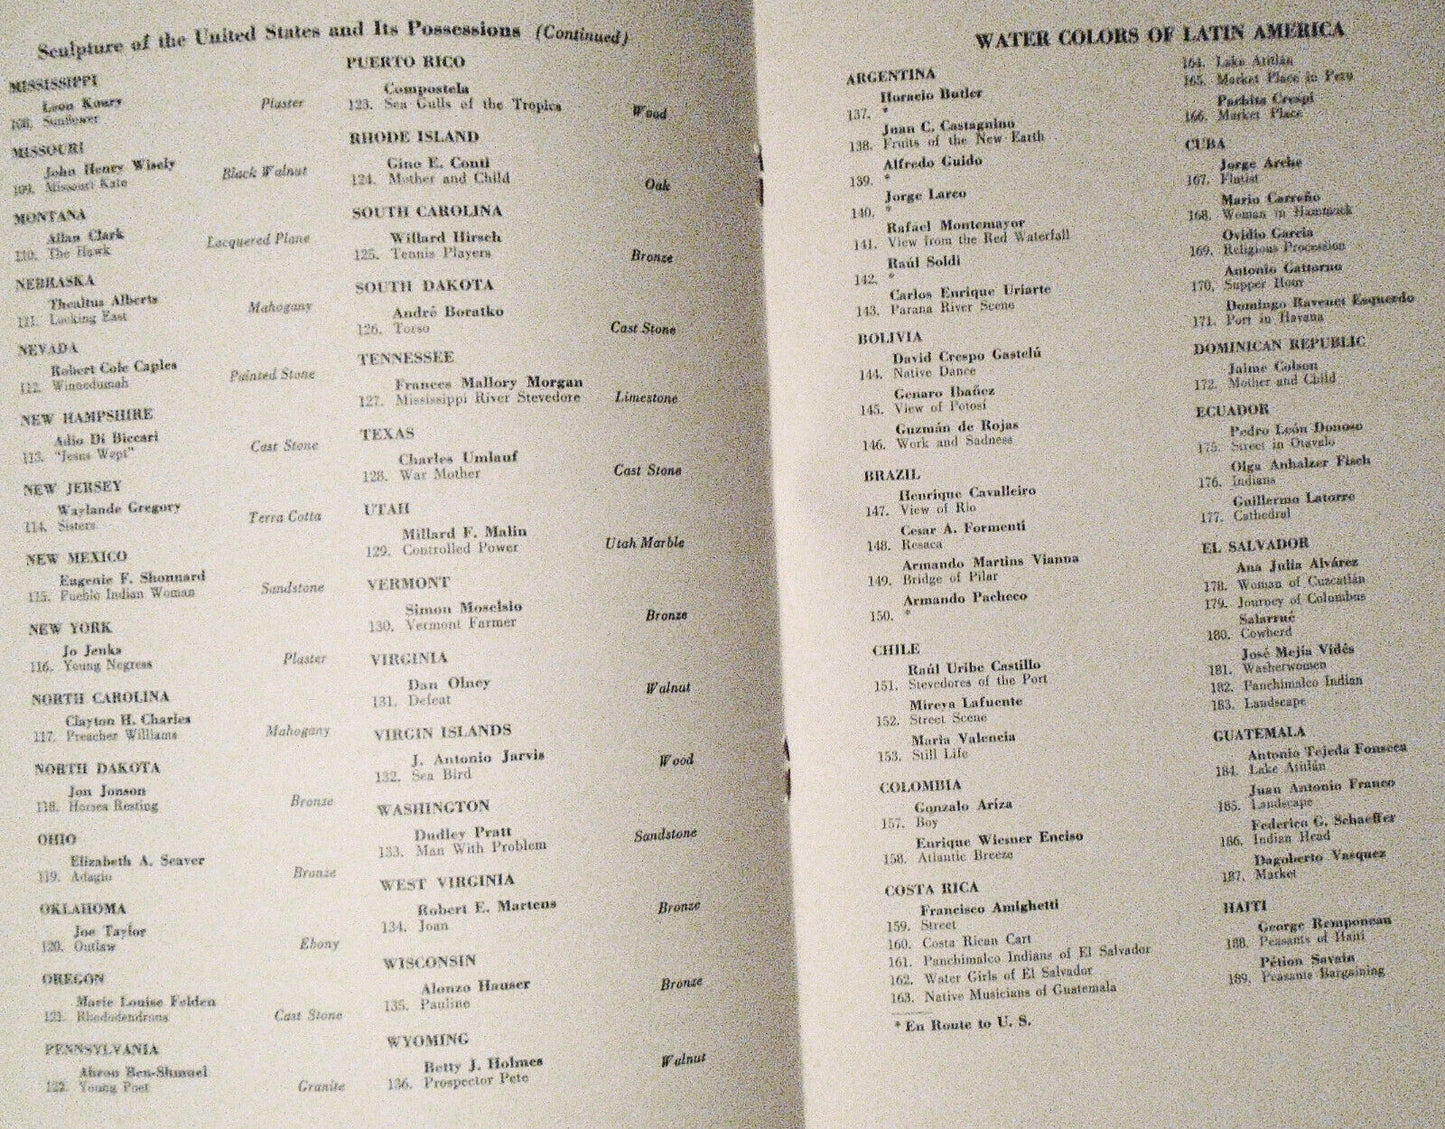 Sculpture of the United States and Its Possessions (Continued)
MISSISSIPPI
Leon Koury
108. Sunflower Plaster
MISSOURI
John Henry Wisely
109. Missouri Kate Black Walnut
MONTANA
Allan Clark
110. The Hawk Lacquered Plane
NEBRASKA
Thealtus Alberts
111. Looking East Mahogany
NEVADA
Robert Cole Caples
112. Winnedumah Painted Stone
NEW HAMPSHIRE
Adio Di Biccari
113. "Jesus Wept" Cast Stone
NEW JERSEY
Waylande Gregory
114. Sisters Terra Cotta
NEW MEXICO
Eugenie F. Shonnard
115. Pueblo Indian Woman Sandstone
NEW YORK
Jo Jenks
116. Young Negress Plaster
NORTH CAROLINA
Clayton H. Charles
117. Preacher Williams Mahogany
NORTH DAKOTA
Jon Jonson
118. Horses Resting Bronze
OHIO
Elizabeth A. Seaver
119. Adagio Bronze
OKLAHOMA
Joe Taylor
120. Outlaw Ebony
OREGON
Marie Louise Felden
121. Rhododendrons Cast Stone
PENNSYLVANIA
Ahron Ben-Shmuel
122. Young Poet Granite
PUERTO RICO
Compostela
123. Sea Gulls of the Tropics Wood
RHODE ISLAND
Gino E. Conti
124. Mother and Child Oak
SOUTH CAROLINA
Willard Hirsch
125. Tennis Players Bronze
SOUTH DAKOTA
André Boratko
126. Torso Cast Stone
TENNESSEE
Frances Mallory Morgan
127. Mississippi River Stevedore Limestone
TEXAS
Charles Umlauf
128. War Mother Cast Stone
UTAH
Millard F. Malin
129. Controlled Power Utah Marble
VERMONT
Simon Moselsio
130. Vermont Farmer Bronze
VIRGINIA
Dan Olney
131. Defeat Walnut
VIRGIN ISLANDS
J. Antonio Jarvis
132. Sea Bird Wood
WASHINGTON
Dudley Pratt
133. Man With Problem Sandstone
WEST VIRGINIA
Robert E. Martens
134. Joan Bronze
WISCONSIN
Alonzo Hauser
135. Pauline Bronze
WYOMING
Betty J. Holmes
136. Prospector Pete Walnut
WATER COLORS OF LATIN AMERICA
ARGENTINA
Horacio Butler
137. *
Juan C. Castagnino
138. Fruits of the New Earth
Alfredo Guido
139. *
Jorge Larco
140. *
Rafael Montemayor
141. View from the Red Waterfall
Raúl Soldi
142. *
Carlos Enrique Uriarte
143. Parana River Scene
BOLIVIA
David Crespo Gastelú
144. Native Dance
Genaro Ibañez
145. View of Potosí
Guzmán de Rojas
146. Work and Sadness
BRAZIL
Henrique Cavalleiro
147. View of Rio
Cesar A. Formenti
148. Resaca
Armando Martins Vianna
149. Bridge of Pilar
Armando Pacheco
150. *
CHILE
Raúl Uribe Castillo
151. Stevedores of the Port
Mireya Lafuente
152. Street Scene
Maria Valencia
153. Still Life
COLOMBIA
Gonzalo Ariza
157. Boy
Enrique Wiesner Enciso
158. Atlantic Breeze
COSTA RICA
Francisco Amighetti
159. Street
160. Costa Rican Cart
161. Panchimalco Indians of El Salvador
162. Water Girls of El Salvador
163. Native Musicians of Guatemala
* En Route to U. S.
164. Lake Atitlán
165. Market Place in Peru
Pachita Crespi
166. Market Place
CUBA
Jorge Arche
167. Flutist
Mario Carreño
168. Woman in Hammock
Ovidio Garcia
169. Religious Procession
Antonio Gattorno
170. Supper Hour
Domingo Ravenet Esquerdo
171. Port in Havana
DOMINICAN REPUBLIC
Jaime Colson
172. Mother and Child
ECUADOR
Pedro León Donoso
175. Street in Otavalo
Olga Anhalzer Fisch
176. Indians
Guillermo Latorre
177. Cathedral
EL SALVADOR
Ana Julia Alvárez
178. Woman of Cuzcatlán
179. Journey of Columbus
Salarrué
180. Cowherd
José Mejía Vidés
181. Washerwomen
182. Panchimalco Indian
183. Landscape
GUATEMALA
Antonio Tejeda Fonseca
184. Lake Atitlán
Juan Antonio Franco
185. Landscape
Federico G. Schaeffer
186. Indian Head
Dagoberto Vasquez
187. Market
HAITI
George Remponeau
188. Peasants of Haiti
Pétion Savain
189. Peasants Bargaining